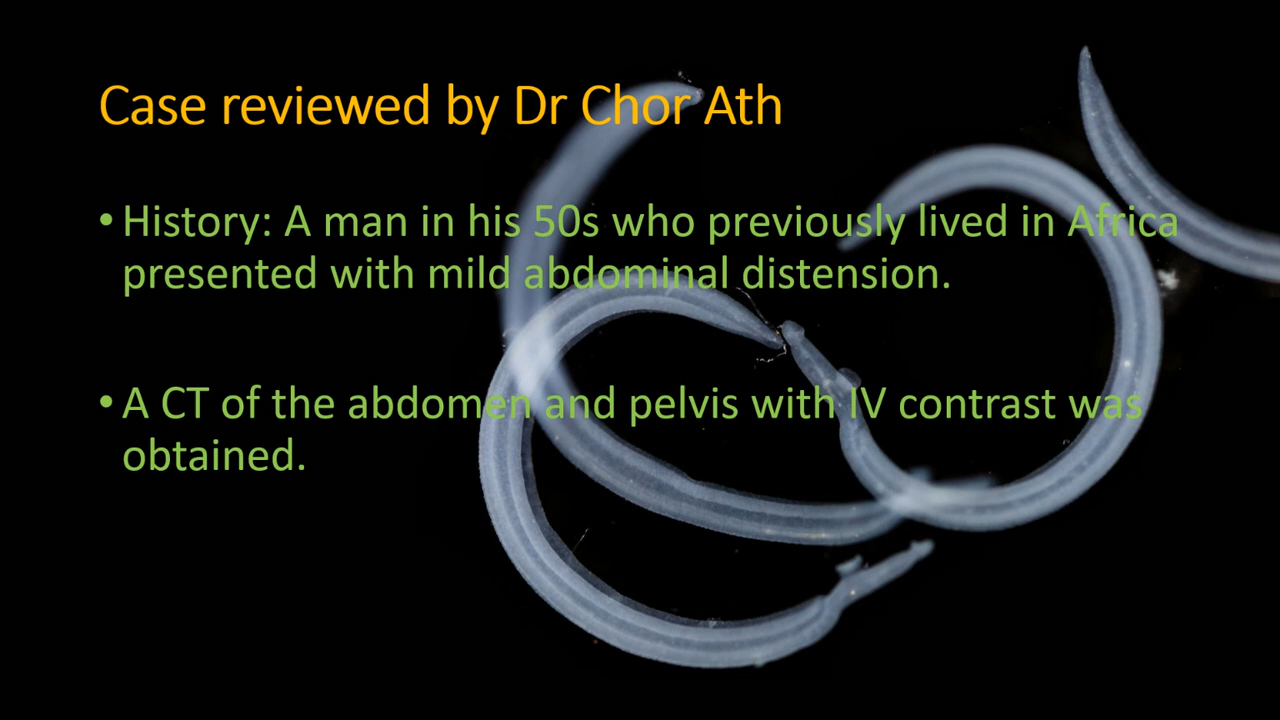 Case reviewed by Dr Chor Ath
• History: A man in his 50s who previously lived in Africa
presented with mild abdominal distension.
• A CT of the abdomen and pelvis with IV contrast was
obtained.